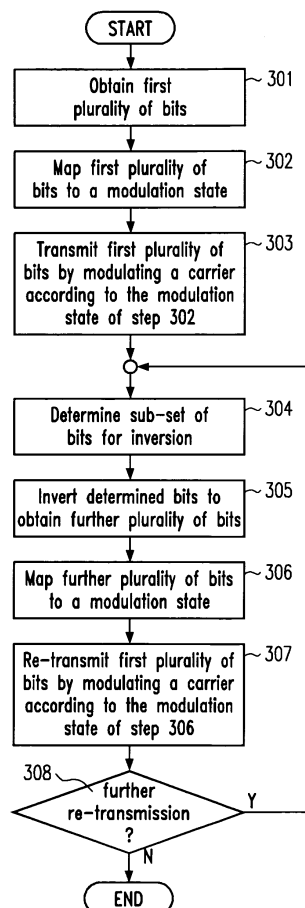 START
Obtain first
plurality of bits
301
Map first plurality of
bits to a modulation state
302
Transmit first plurality of
bits by modulating a carrier
according to the modulation
state of step 302
303
Determine sub-set of
bits for inversion
304
Invert determined bits to
obtain further plurality of bits
305
Map further plurality of bits
to a modulation state
306
Re-transmit first plurality of
bits by modulating a carrier
according to the modulation
state of step 306
307
308
further
re-transmission
?
Y
N
END